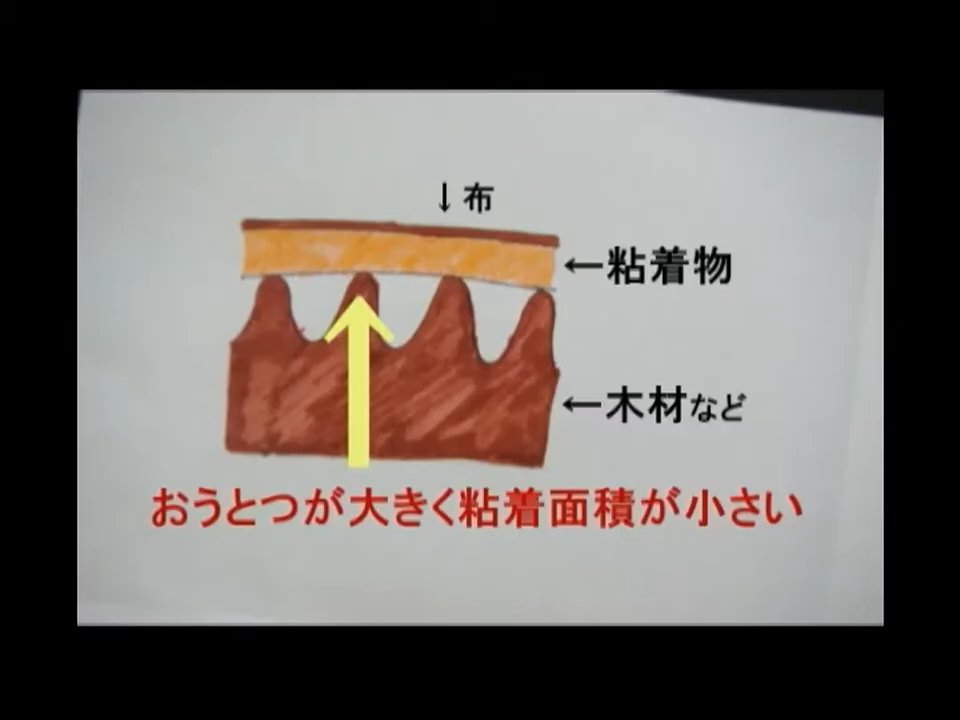 ↓布
←粘着物
←木材など
おうとつが大きく粘着面積が小さい